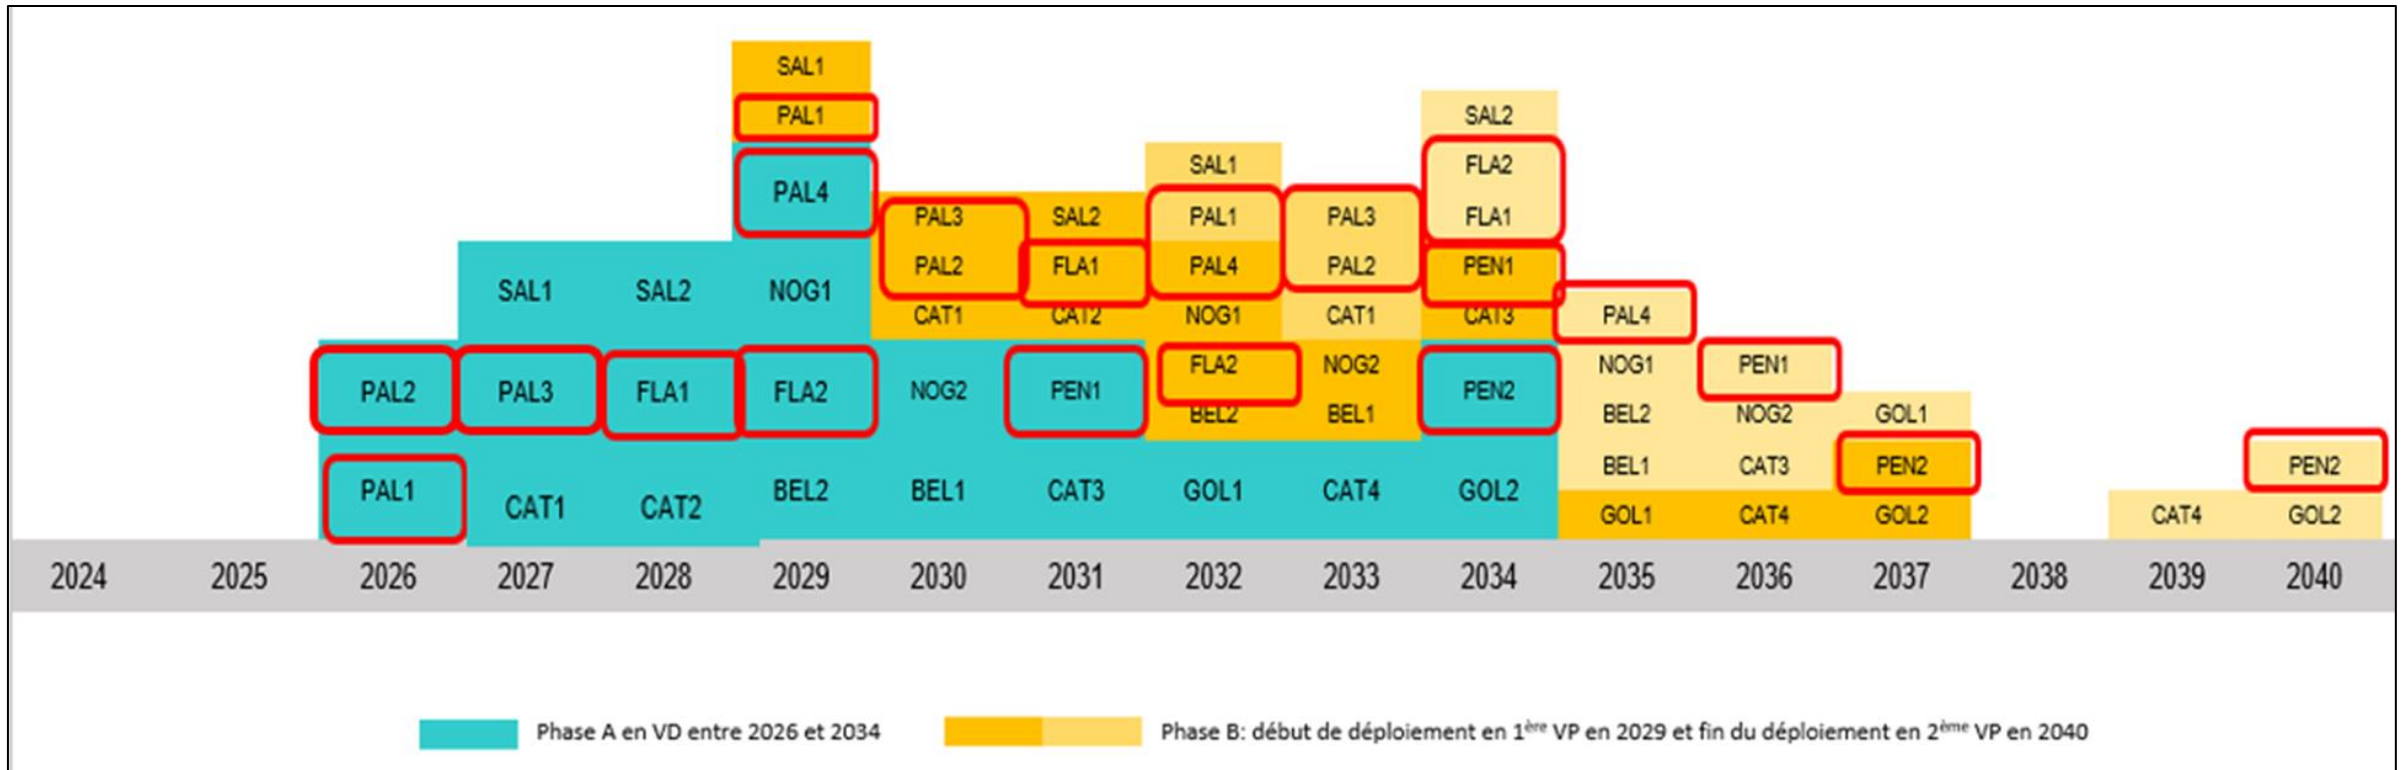 SAL1
PAL1 SAL2
PAL4 SAL1 FLA2
PAL3 SAL2 PAL1 PAL3 FLA1
PAL2 FLA1 PAL4 PAL2 PEN1
SAL1 SAL2 NOG1 CAT1 CAT2 NOG1 CAT1 CAT3 PAL4
FLA2 NOG2 NOG1 PEN1
PAL2 PAL3 FLA1 FLA2 NOG2 PEN1 PEN2
BEL2 BEL1 BEL2 NOG2 GOL1
BEL1 CAT3 PEN2 PEN2
PAL1 CAT1 CAT2 BEL2 BEL1 CAT3 GOL1 CAT4 GOL2
GOL1 CAT4 GOL2 CAT4 GOL2
2024 2025 2026 2027 2028 2029 2030 2031 2032 2033 2034 2035 2036 2037 2038 2039 2040
Phase A en VD entre 2026 et 2034
Phase B: début de déploiement en 1ère VP en 2029 et fin du déploiement en 2ème VP en 2040